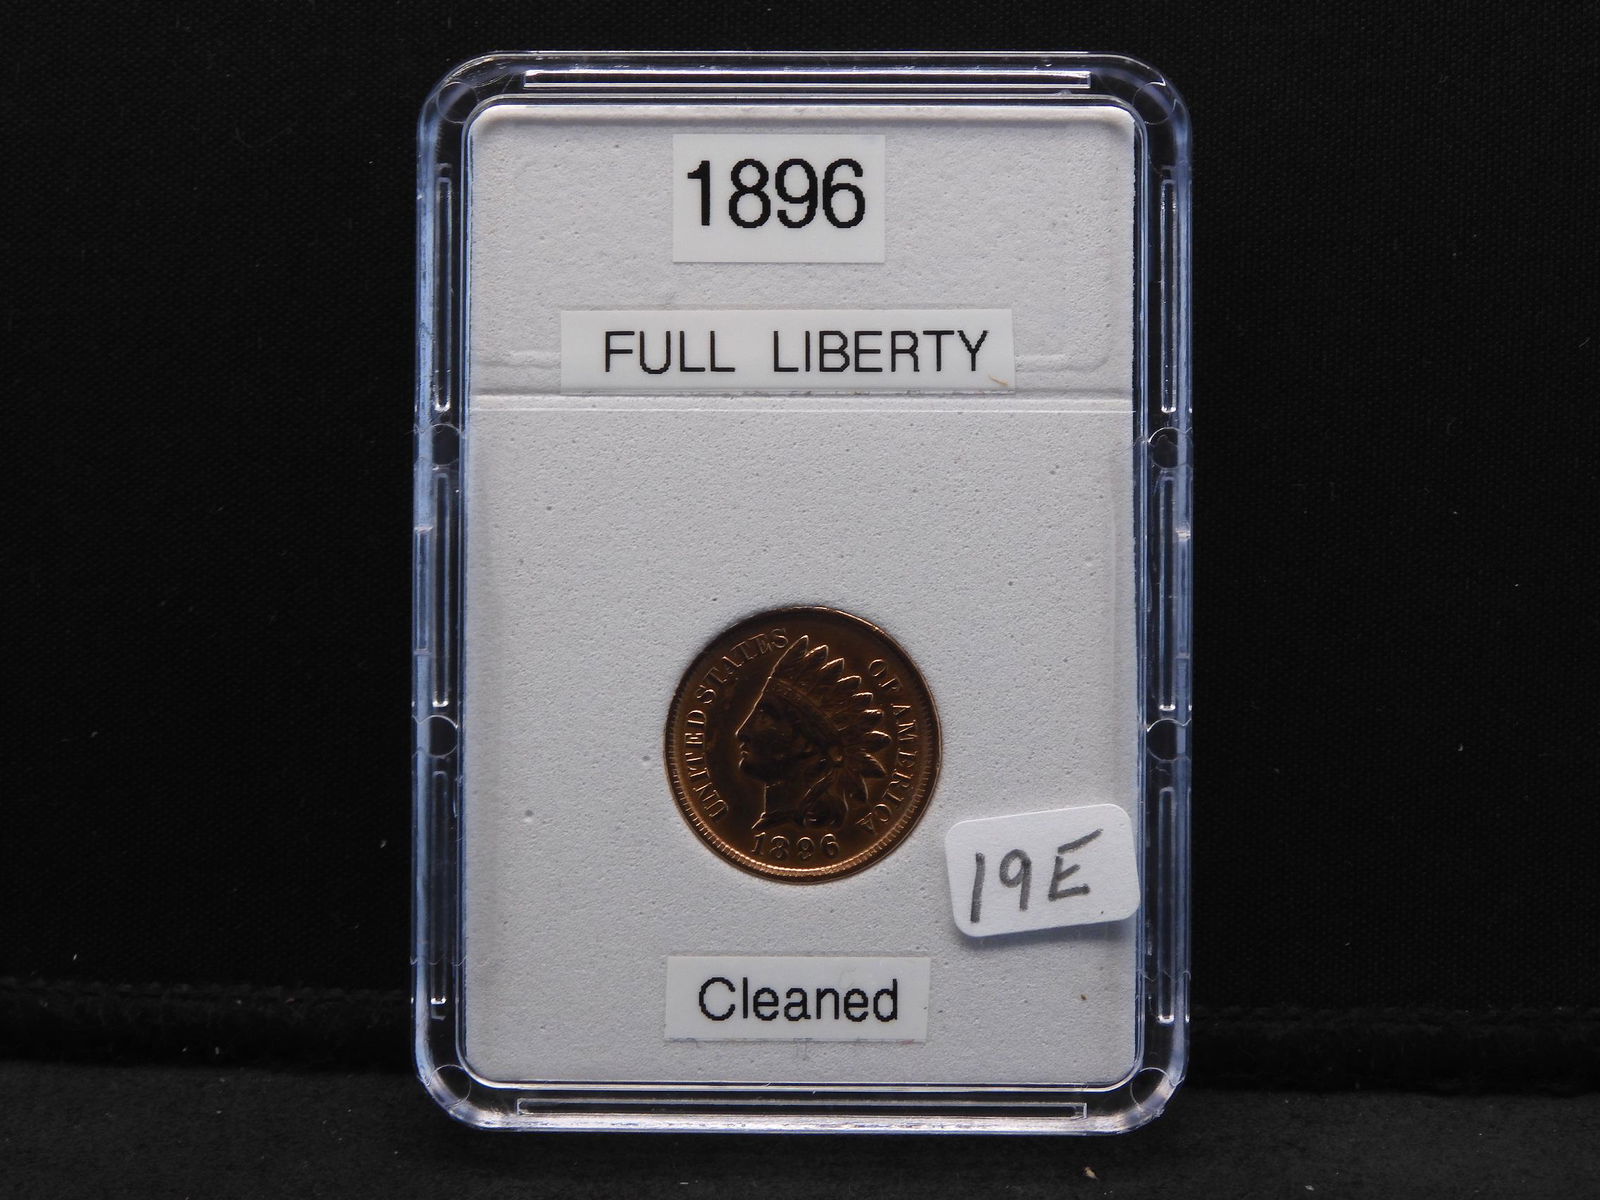 1896
FULL LIBERTY
UNITED STATES OF AMERICA
1896
19E
Cleaned